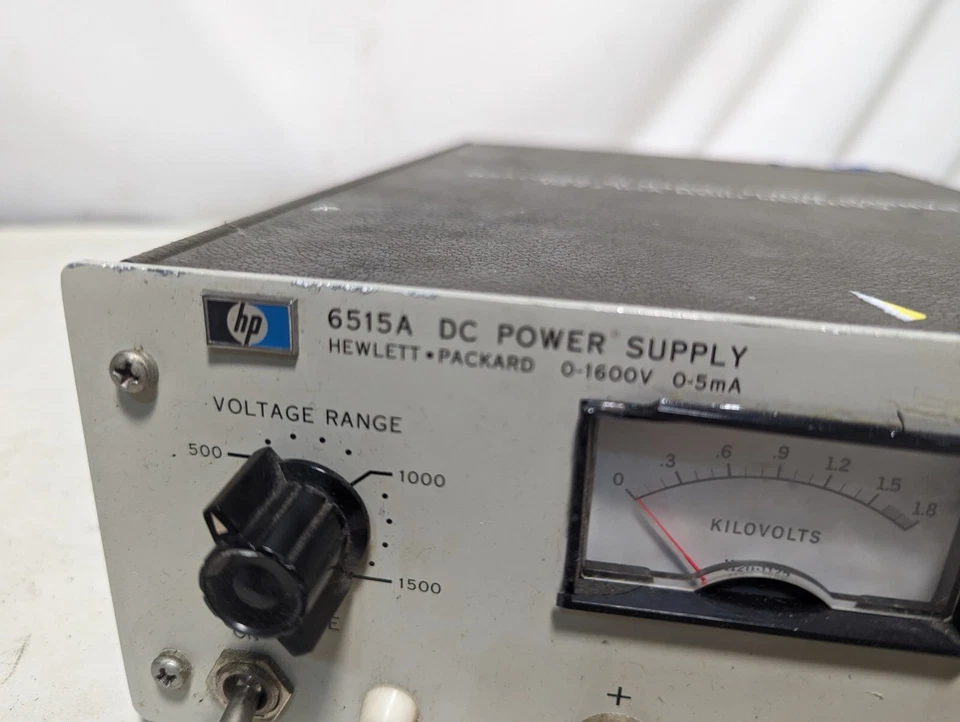 hp
6515A DC POWER SUPPLY
HEWLETT•PACKARD 0-1600V 0-5mA
VOLTAGE RANGE
500
1000
1500
0 .3 .6 .9 1.2 1.5 1.8
KILOVOLTS
+